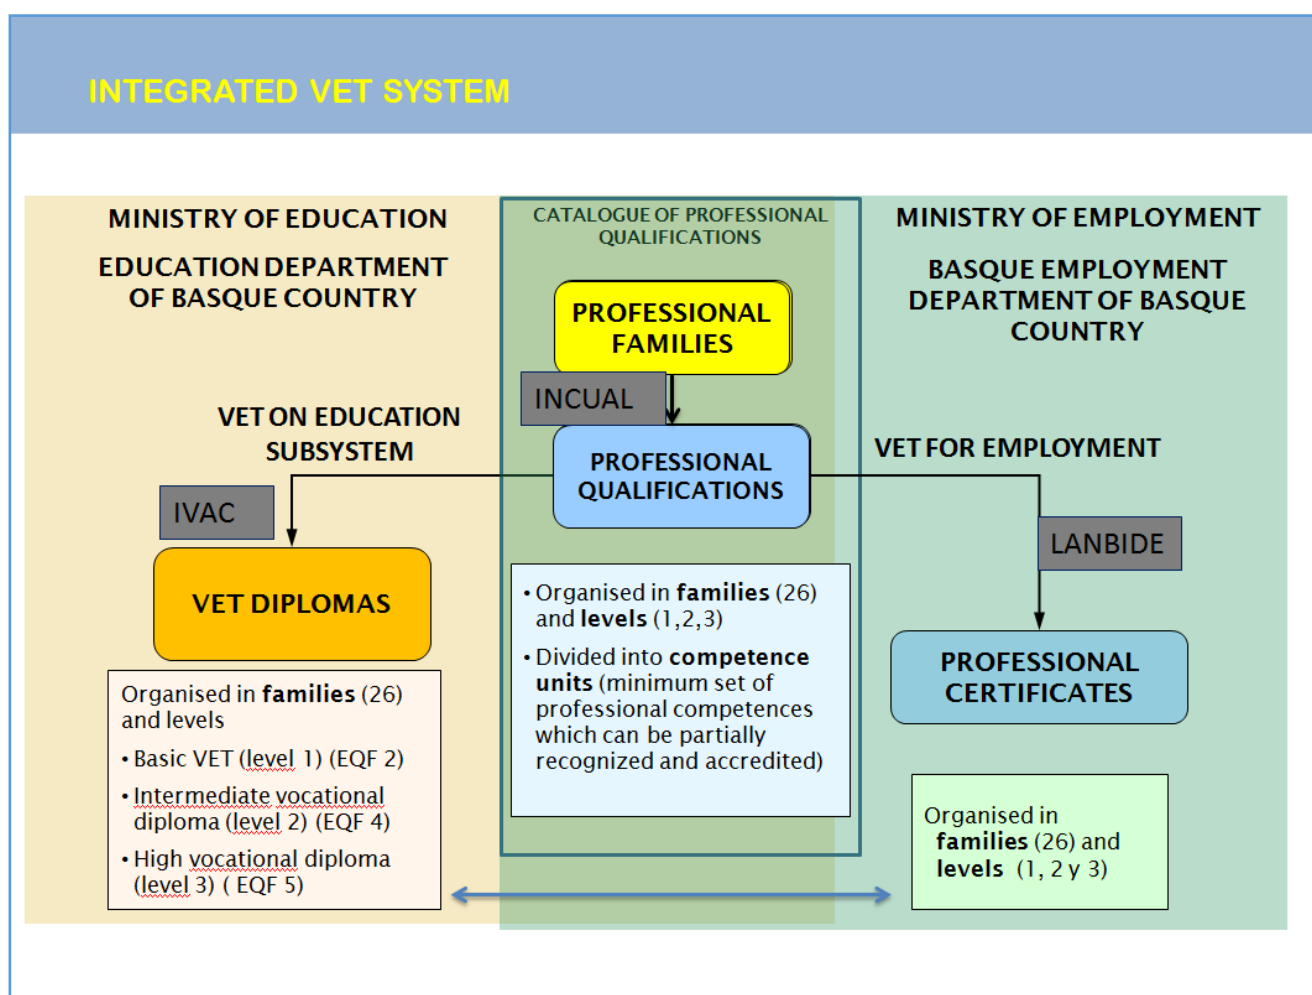 INTEGRATED VET SYSTEM
MINISTRY OF EDUCATION
EDUCATION DEPARTMENT
OF BASQUE COUNTRY
CATALOGUE OF PROFESSIONAL
QUALIFICATIONS
MINISTRY OF EMPLOYMENT
BASQUE EMPLOYMENT
DEPARTMENT OF BASQUE
COUNTRY
PROFESSIONAL
FAMILIES
INCUAL
VET ON EDUCATION
SUBSYSTEM
PROFESSIONAL
QUALIFICATIONS
VET FOR EMPLOYMENT
IVAC
LANBIDE
VET DIPLOMAS
Organised in families (26)
and levels
• Basic VET (level 1) (EQF 2)
• Intermediate vocational
diploma (level 2) (EQF 4)
• High vocational diploma
(level 3) ( EQF 5)
• Organised in families (26)
and levels (1,2,3)
• Divided into competence
units (minimum set of
professional competences
which can be partially
recognized and accredited)
PROFESSIONAL
CERTIFICATES
Organised in
families (26) and
levels (1, 2 y 3)